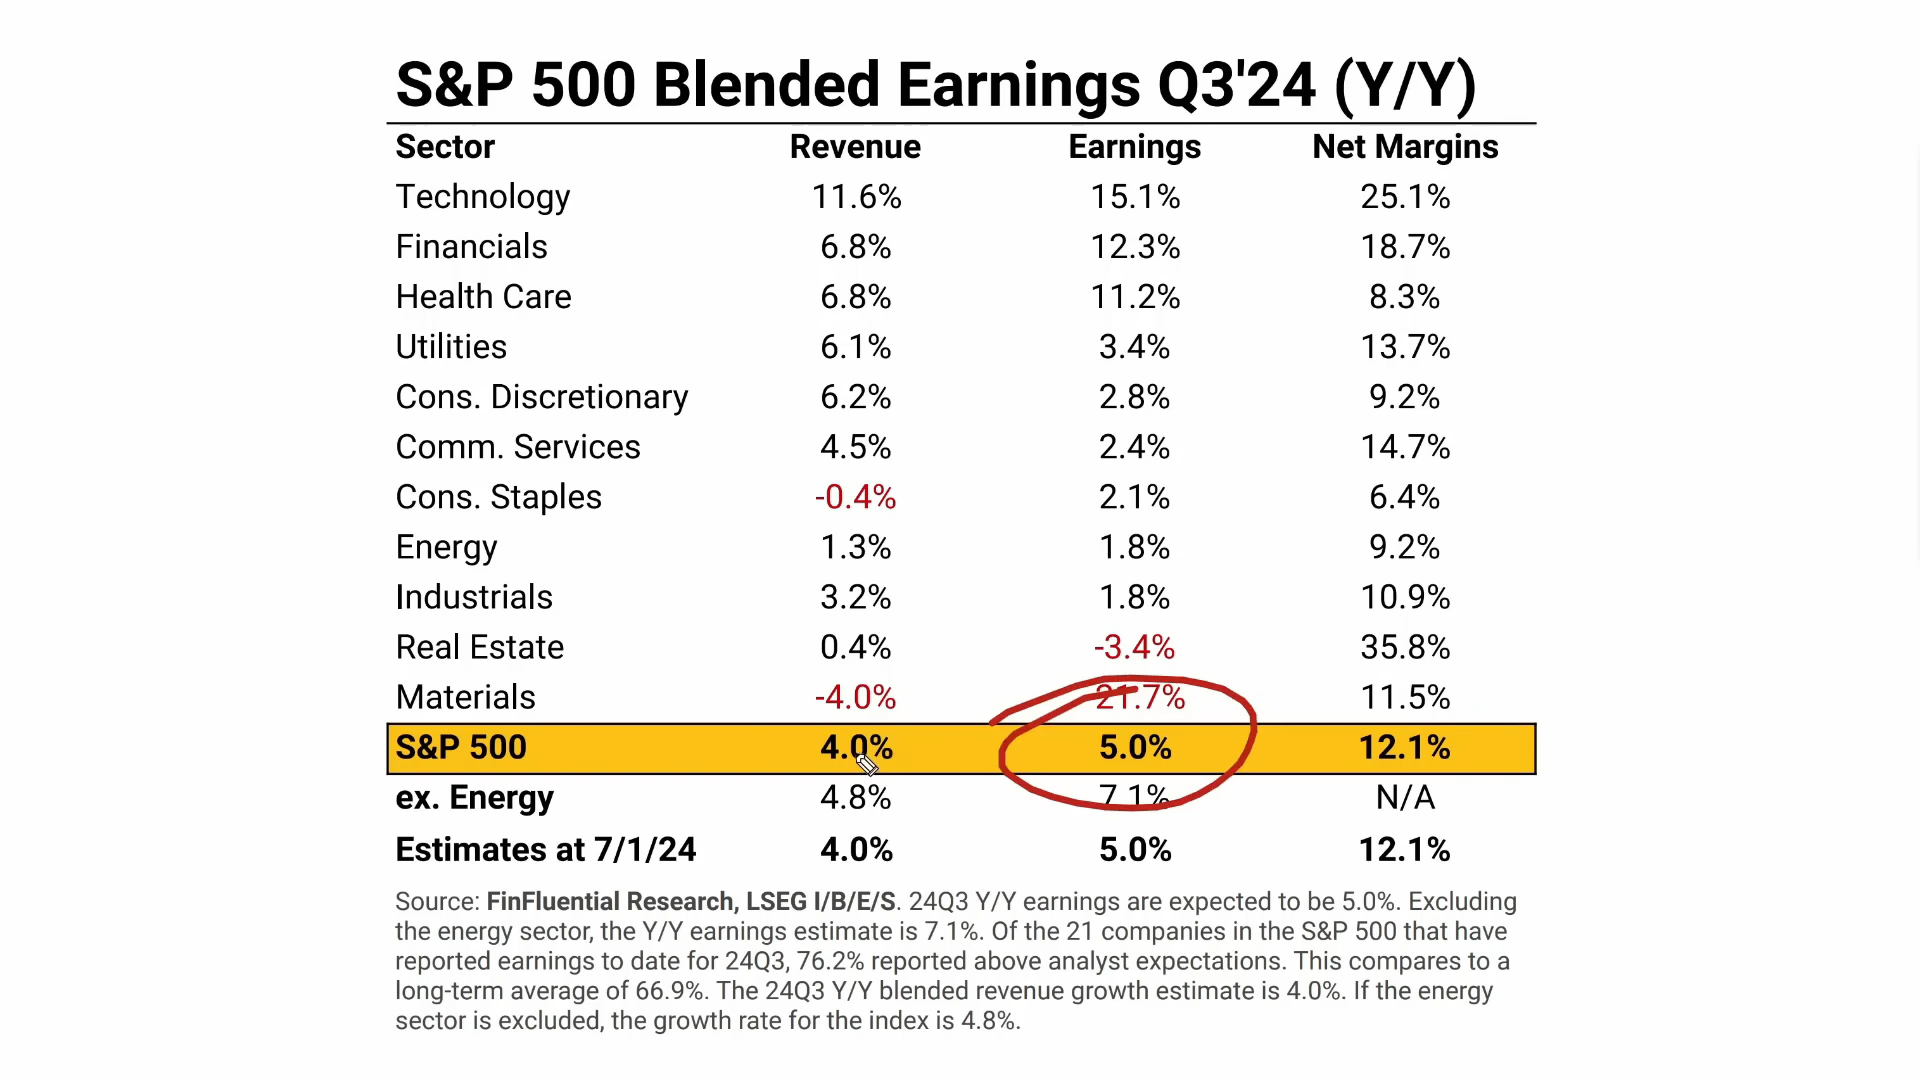 S&P 500 Blended Earnings Q3'24 (Y/Y)
Sector Revenue Earnings Net Margins
Technology 11.6% 15.1% 25.1%
Financials 6.8% 12.3% 18.7%
Health Care 6.8% 11.2% 8.3%
Utilities 6.1% 3.4% 13.7%
Cons. Discretionary 6.2% 2.8% 9.2%
Comm. Services 4.5% 2.4% 14.7%
Cons. Staples -0.4% 2.1% 6.4%
Energy 1.3% 1.8% 9.2%
Industrials 3.2% 1.8% 10.9%
Real Estate 0.4% -3.4% 35.8%
Materials -4.0% 21.7% 11.5%
S&P 500 4.0% 5.0% 12.1%
ex. Energy 4.8% 7.1% N/A
Estimates at 7/1/24 4.0% 5.0% 12.1%
Source: FinFluential Research, LSEG I/B/E/S. 24Q3 Y/Y earnings are expected to be 5.0%. Excluding
the energy sector, the Y/Y earnings estimate is 7.1%. Of the 21 companies in the S&P 500 that have
reported earnings to date for 24Q3, 76.2% reported above analyst expectations. This compares to a
long-term average of 66.9%. The 24Q3 Y/Y blended revenue growth estimate is 4.0%. If the energy
sector is excluded, the growth rate for the index is 4.8%.